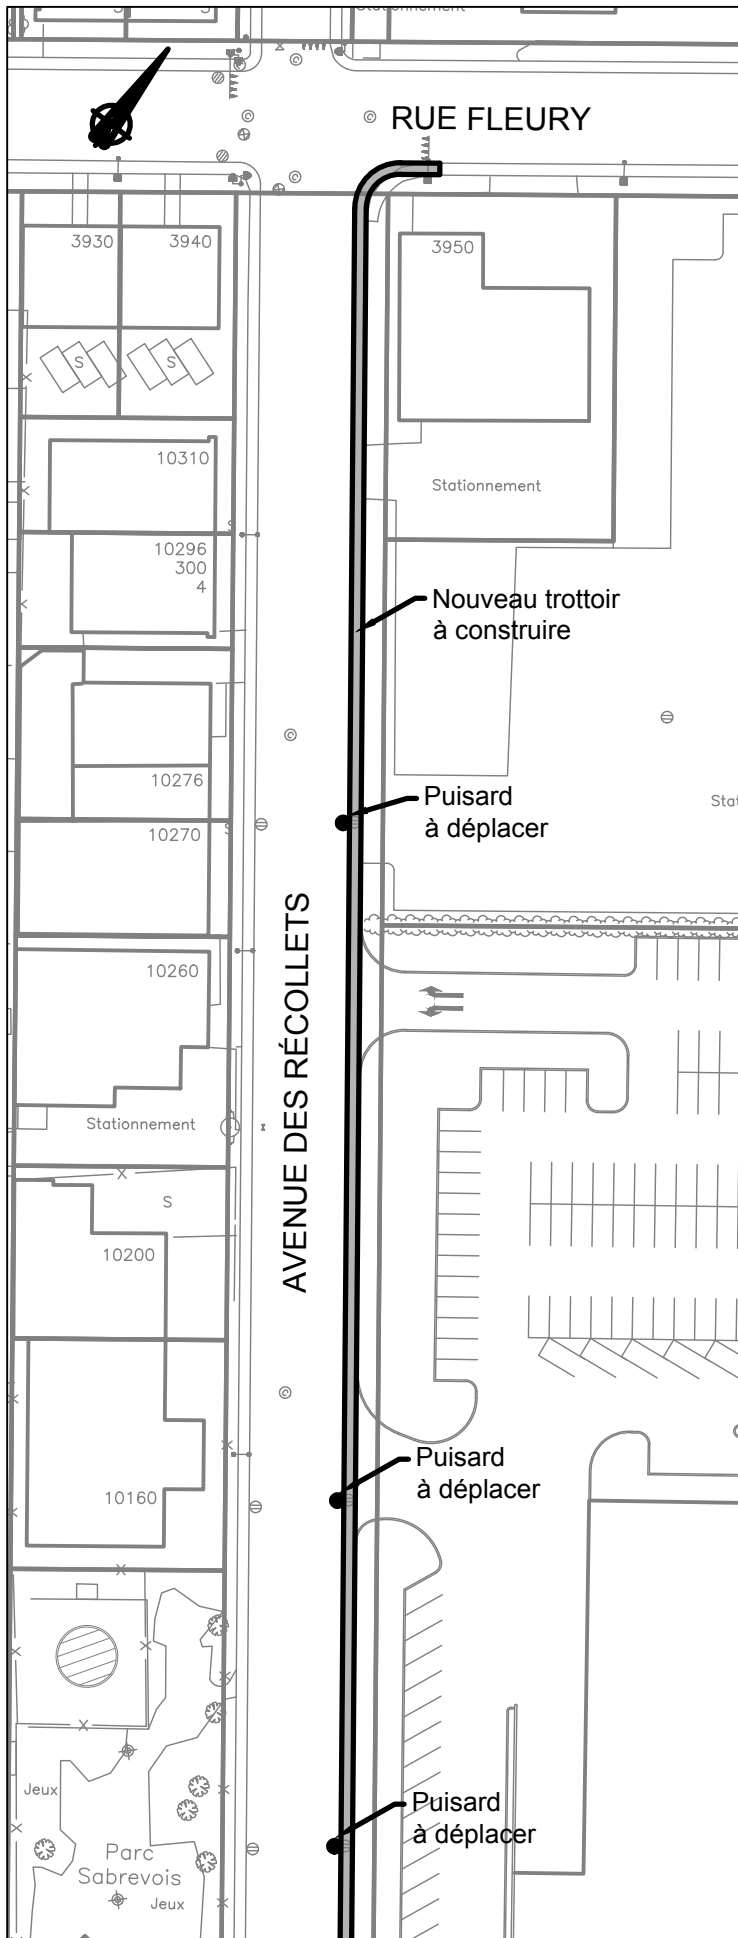 Stationnement
RUE FLEURY
3930
3940
3950
S
S
10310
Stationnement
10296
300
4
Nouveau trottoir
à construire
10276
Puisard
à déplacer
10270
10260
AVENUE DES RÉCOLLETS
Stationnement
S
10200
Puisard
à déplacer
10160
Jeux
Puisard
à déplacer
Parc
Sabrevois
Jeux